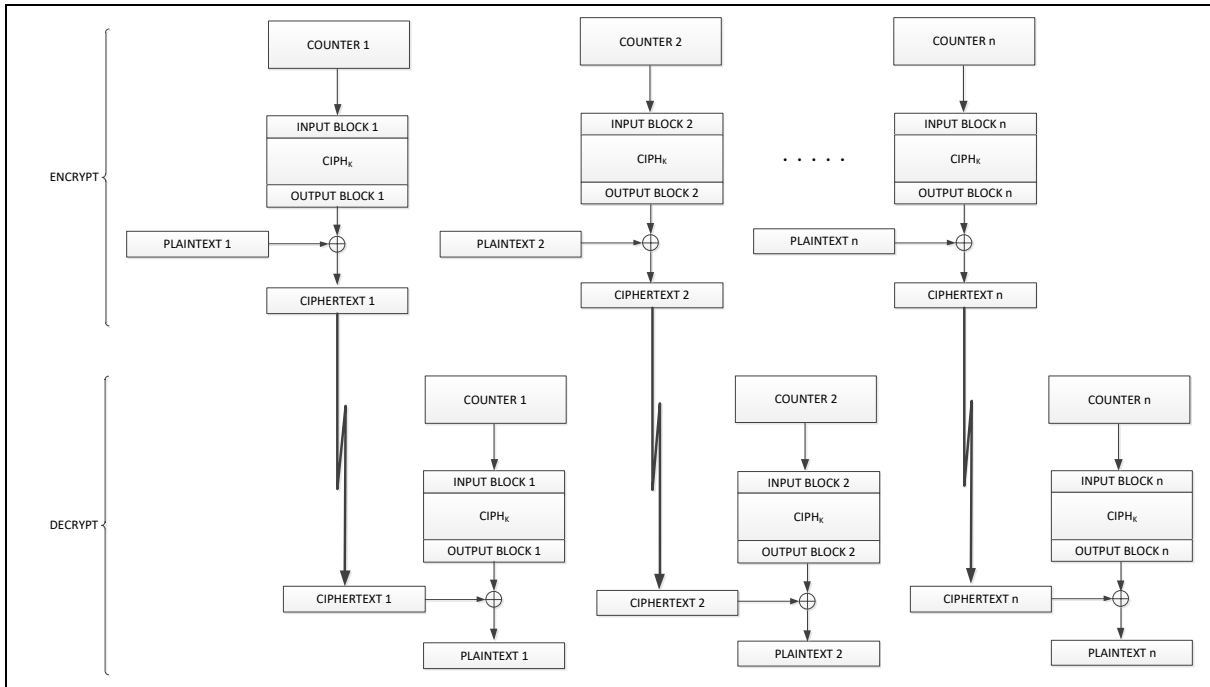 COUNTER 1
COUNTER 2
COUNTER n
INPUT BLOCK 1
INPUT BLOCK 2
INPUT BLOCK n
CIPHK
CIPHK
. . . . .
CIPHK
ENCRYPT
OUTPUT BLOCK 1
OUTPUT BLOCK 2
OUTPUT BLOCK n
PLAINTEXT 1
PLAINTEXT 2
PLAINTEXT n
CIPHERTEXT 1
CIPHERTEXT 2
CIPHERTEXT n
COUNTER 1
COUNTER 2
COUNTER n
INPUT BLOCK 1
INPUT BLOCK 2
INPUT BLOCK n
CIPHK
CIPHK
CIPHK
DECRYPT
OUTPUT BLOCK 1
OUTPUT BLOCK 2
OUTPUT BLOCK n
CIPHERTEXT 1
CIPHERTEXT 2
CIPHERTEXT n
PLAINTEXT 1
PLAINTEXT 2
PLAINTEXT n